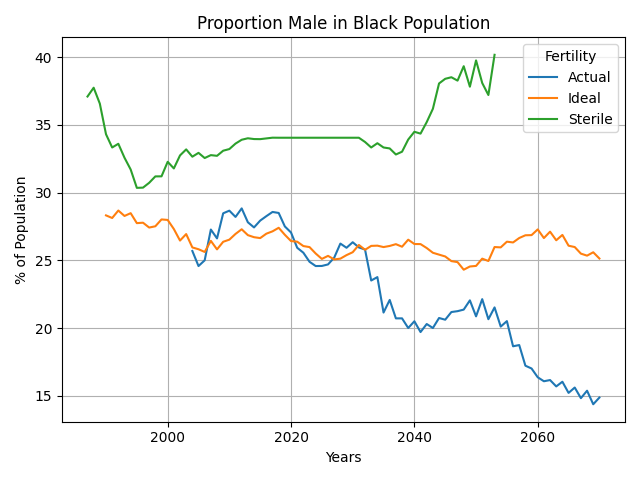 Proportion Male in Black Population
% of Population
40
35
30
25
20
15
Fertility
Actual
Ideal
Sterile
2000 2020 2040 2060
Years